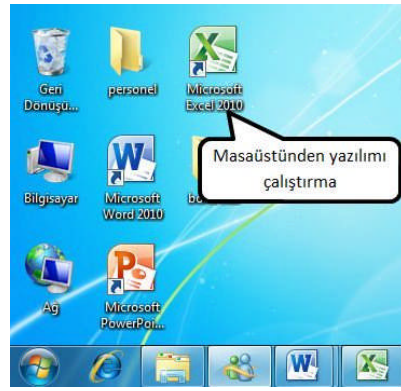 Geri
Dönüşü...
personel
Microsoft
Excel 2010
Masaüstünden yazılımı
çalıştırma
Bilgisayar
Microsoft
Word 2010
Ağ
Microsoft
PowerPoi...